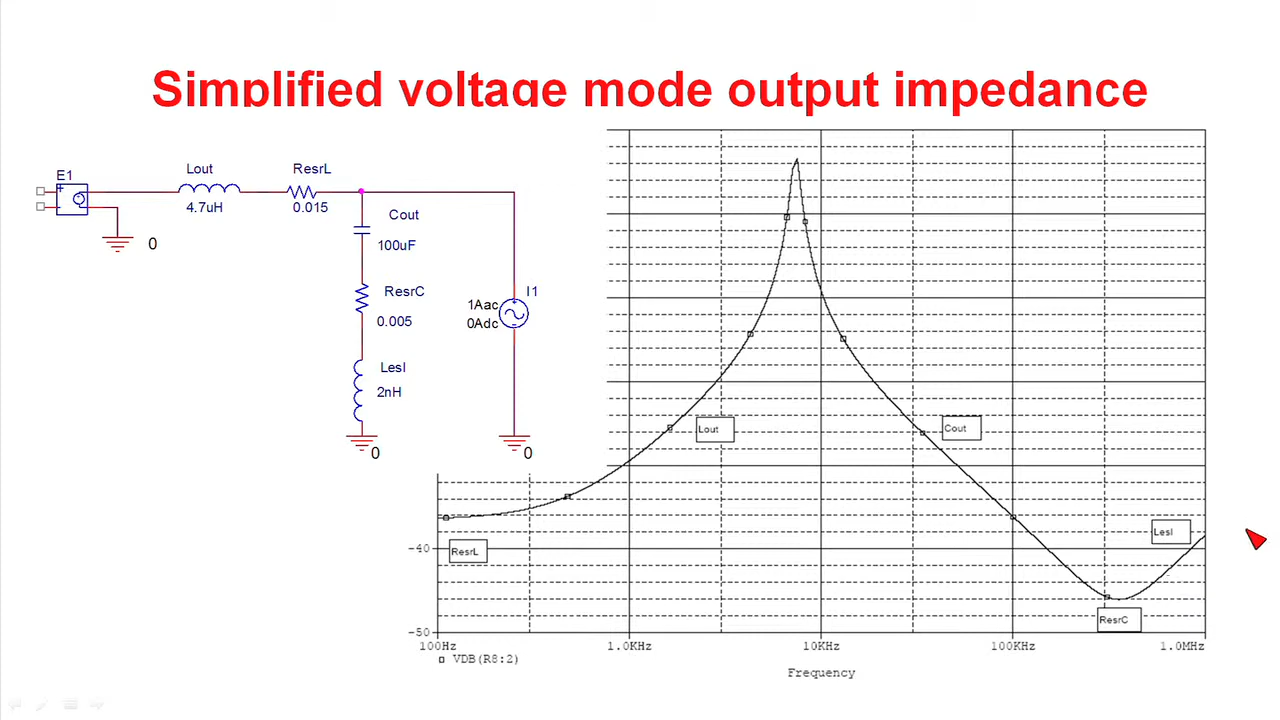 Simplified voltage mode output impedance
E1
Lout
4.7uH
ResrL
0.015
0
Cout
100uF
ResrC
0.005
Lesl
2nH
0
1Aac
0Adc
I1
0
Lout
Cout
ResrL
Lesl
ResrC
-40
-50
100Hz
1.0KHz
10KHz
100KHz
1.0MHz
VDB(R8:2)
Frequency